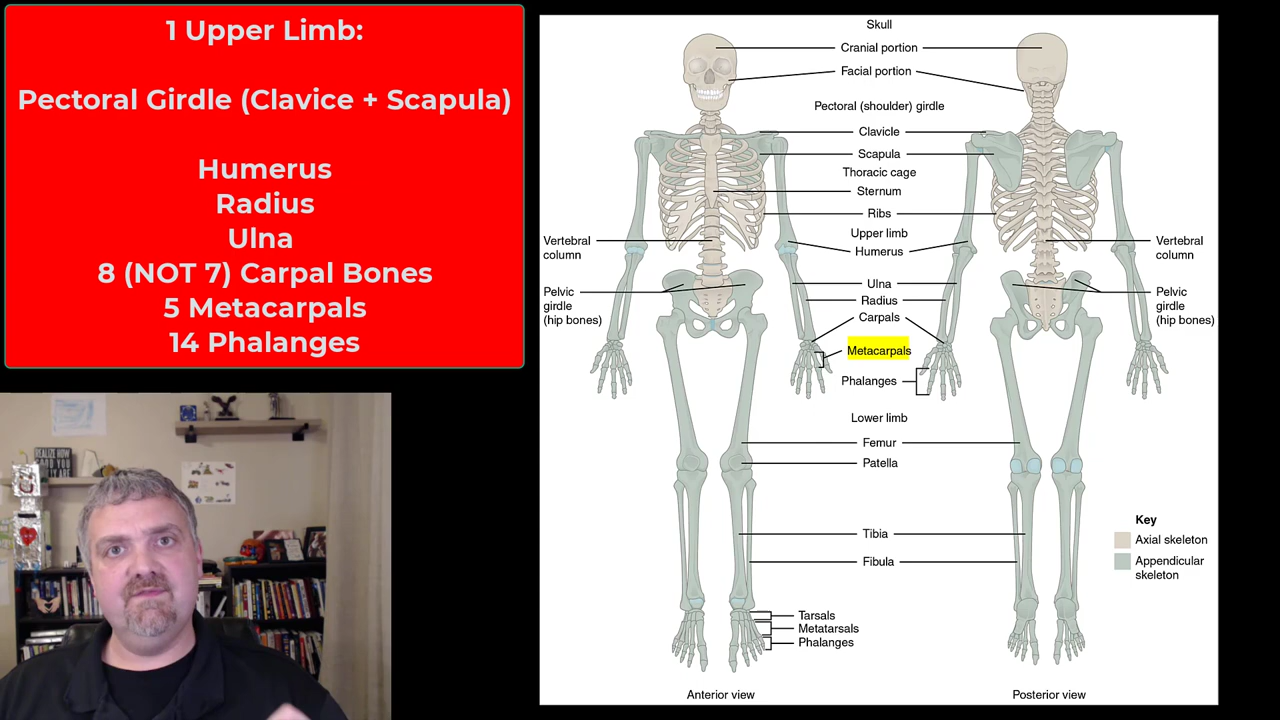 1 Upper Limb:
Pectoral Girdle (Clavice + Scapula)
Humerus
Radius
Ulna
8 (NOT 7) Carpal Bones
5 Metacarpals
14 Phalanges
Skull
Cranial portion
Facial portion
Pectoral (shoulder) girdle
Clavicle
Scapula
Thoracic cage
Sternum
Ribs
Upper limb
Humerus
Vertebral
column
Vertebral
column
Ulna
Radius
Carpals
Pelvic
girdle
(hip bones)
Pelvic
girdle
(hip bones)
Metacarpals
Phalanges
Lower limb
Femur
Patella
Tibia
Fibula
Key
Axial skeleton
Appendicular
skeleton
Tarsals
Metatarsals
Phalanges
Anterior view
Posterior view